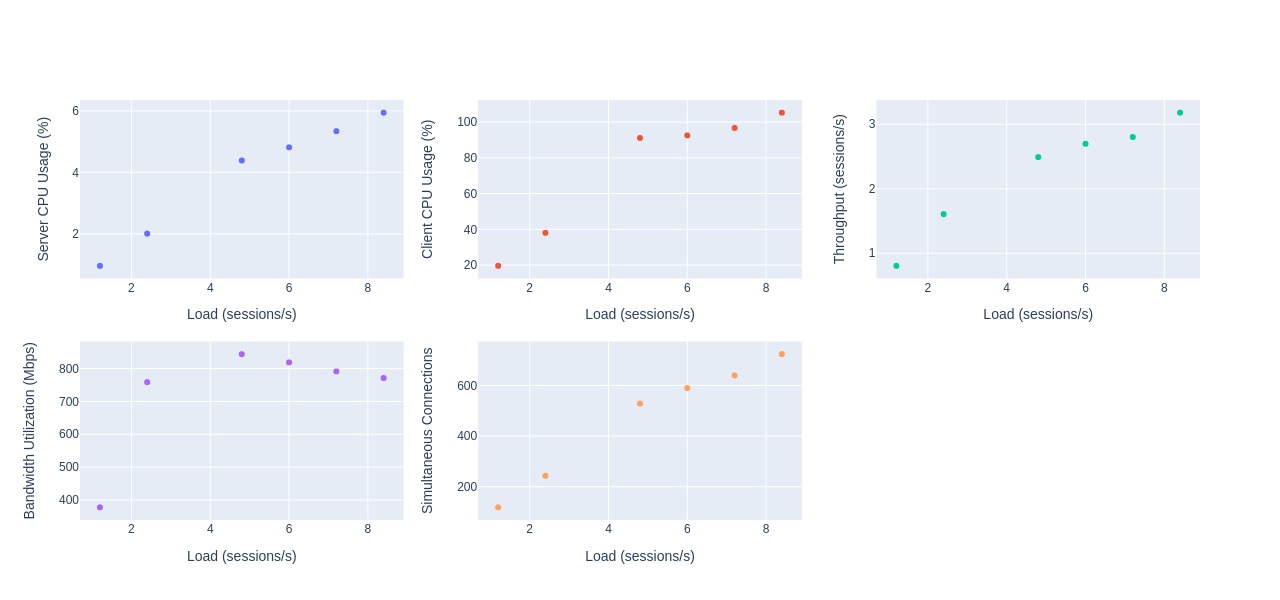 Server CPU Usage (%)
6
4
2
2 4 6 8
Load (sessions/s)
Client CPU Usage (%)
100
80
60
40
20
2 4 6 8
Load (sessions/s)
Throughput (sessions/s)
3
2
1
2 4 6 8
Load (sessions/s)
Bandwidth Utilization (Mbps)
800
700
600
500
400
2 4 6 8
Load (sessions/s)
Simultaneous Connections
600
400
200
2 4 6 8
Load (sessions/s)